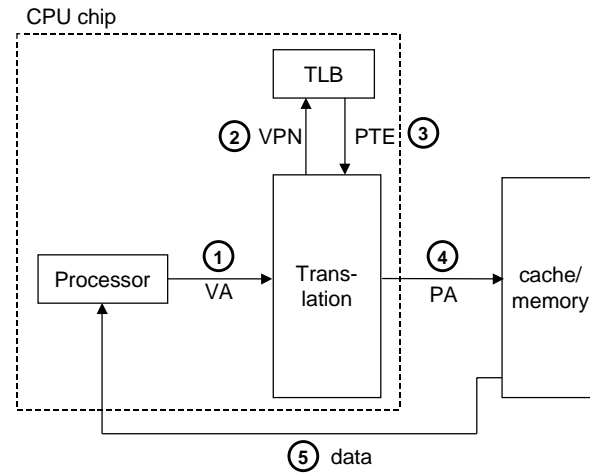 CPU chip
TLB
2 VPN
PTE 3
1
Processor
VA
Trans-
lation
4
PA
cache/
memory
5 data